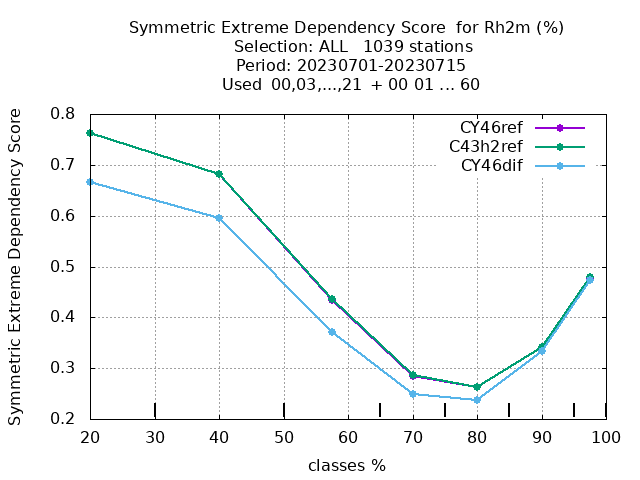 Symmetric Extreme Dependency Score  for Rh2m (%)
Selection: ALL   1039 stations
Period: 20230701-20230715
Used  00,03,...,21  + 00 01 ... 60
Symmetric Extreme Dependency Score
0.8
0.7
0.6
0.5
0.4
0.3
0.2
CY46ref
C43h2ref
CY46dif
20 30 40 50 60 70 80 90 100
classes %